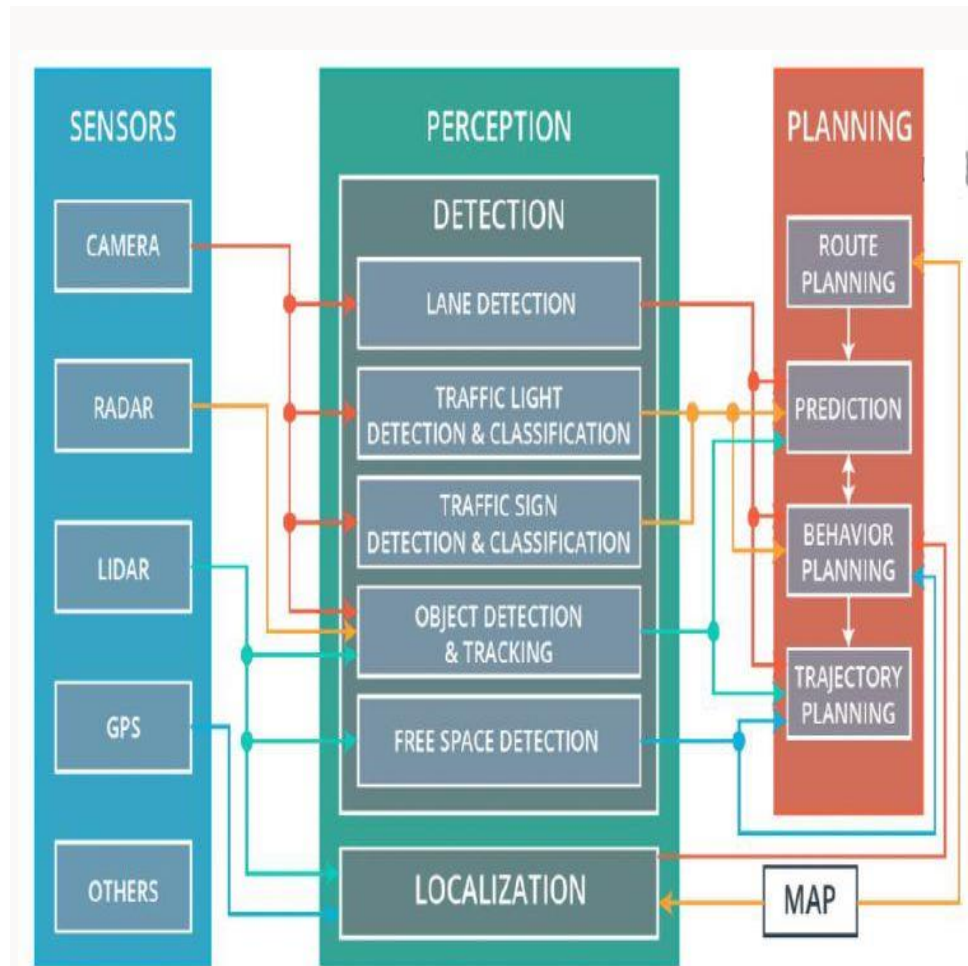 SENSORS
CAMERA
RADAR
LIDAR
GPS
OTHERS
PERCEPTION
DETECTION
LANE DETECTION
TRAFFIC LIGHT
DETECTION & CLASSIFICATION
TRAFFIC SIGN
DETECTION & CLASSIFICATION
OBJECT DETECTION
& TRACKING
FREE SPACE DETECTION
LOCALIZATION
PLANNING
ROUTE
PLANNING
PREDICTION
BEHAVIOR
PLANNING
TRAJECTORY
PLANNING
MAP